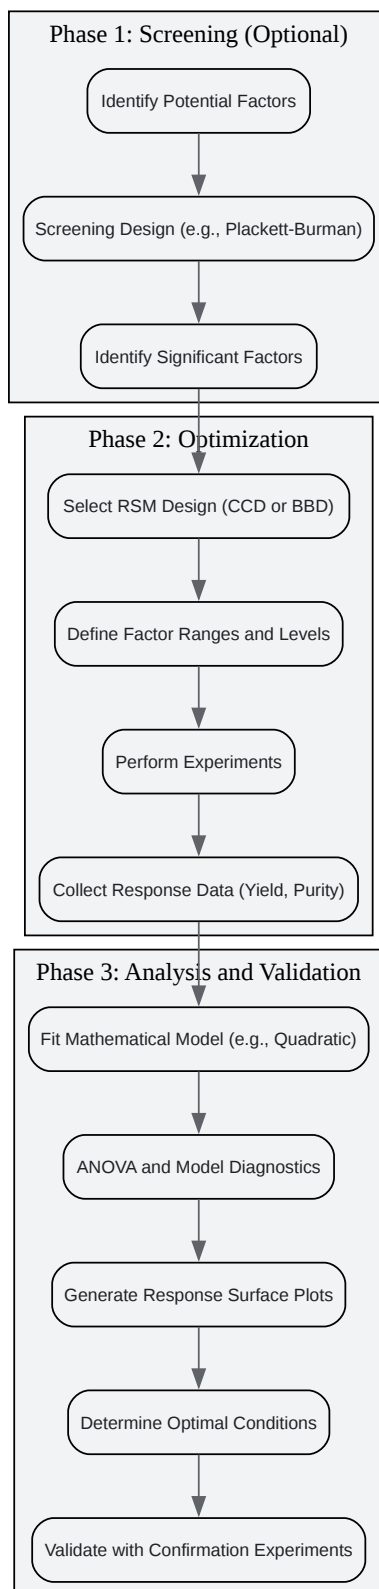 Phase 1: Screening (Optional)
Identify Potential Factors
Screening Design (e.g., Plackett-Burman)
Identify Significant Factors
Phase 2: Optimization
Select RSM Design (CCD or BBD)
Define Factor Ranges and Levels
Perform Experiments
Collect Response Data (Yield, Purity)
Phase 3: Analysis and Validation
Fit Mathematical Model (e.g., Quadratic)
ANOVA and Model Diagnostics
Generate Response Surface Plots
Determine Optimal Conditions
Validate with Confirmation Experiments